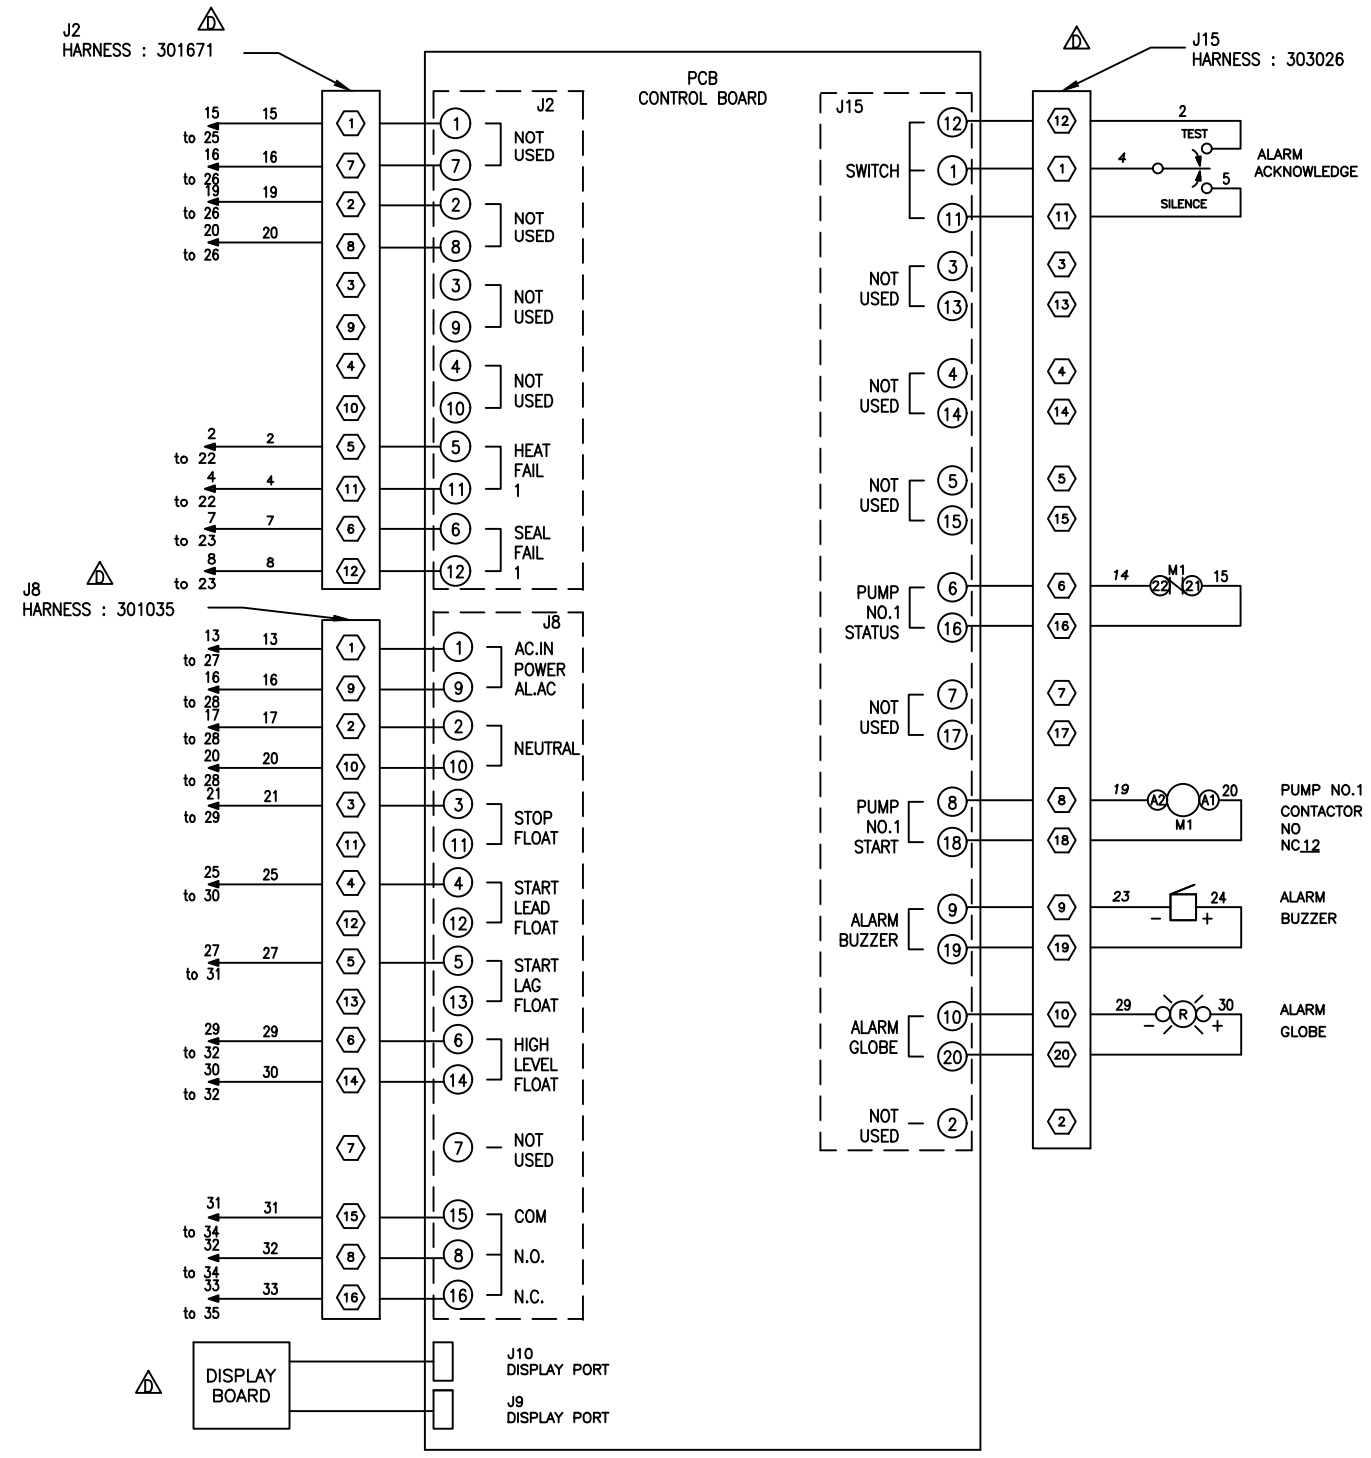 J2
HARNESS : 301671
D
D
J15
HARNESS : 303026
PCB
CONTROL BOARD
J2
15 15
to 25
1 1
16 16
to 26
7 7
NOT
USED
19 19
to 26
2 2
20 20
to 26
8 8
NOT
USED
3 3
9 9
NOT
USED
4 4
10 10
NOT
USED
2 2
to 22
5 5
4 4
to 22
11 11
HEAT
FAIL
1
7 7
to 23
6 6
8 8
to 23
12 12
SEAL
FAIL
1
J8
HARNESS : 301035
D
J8
13 13
to 27
1 1
16 16
to 28
9 9
AC.IN
POWER
AL.AC
17 17
to 28
2 2
20 20
to 28
10 10
NEUTRAL
21 21
to 29
3 3
11 11
STOP
FLOAT
25 25
to 30
4 4
12 12
START
LEAD
FLOAT
27 27
to 31
5 5
13 13
START
LAG
FLOAT
29 29
to 32
6 6
30 30
to 32
14 14
HIGH
LEVEL
FLOAT
7 7
NOT
USED
31 31
to 34
15 15 COM
32 32
to 34
8 8 N.O.
33 33
to 35
16 16 N.C.
D
DISPLAY
BOARD
J10
DISPLAY PORT
J9
DISPLAY PORT
J15
SWITCH
12 12 2
TEST
1 1 4
5
SILENCE
11 11
ALARM
ACKNOWLEDGE
NOT
USED
3 3
13 13
NOT
USED
4 4
14 14
NOT
USED
5 5
15 15
PUMP
NO.1
STATUS
6 6 14 22 M1 21 15
16 16
NOT
USED
7 7
17 17
PUMP
NO.1
START
8 8 19 A2 A1 20
M1
18 18
PUMP NO.1
CONTACTOR
NO
NC 12
ALARM
BUZZER
9 9 23 24
- +
19 19
ALARM
BUZZER
ALARM
GLOBE
10 10 29 R 30
- +
20 20
ALARM
GLOBE
NOT
USED
2 2